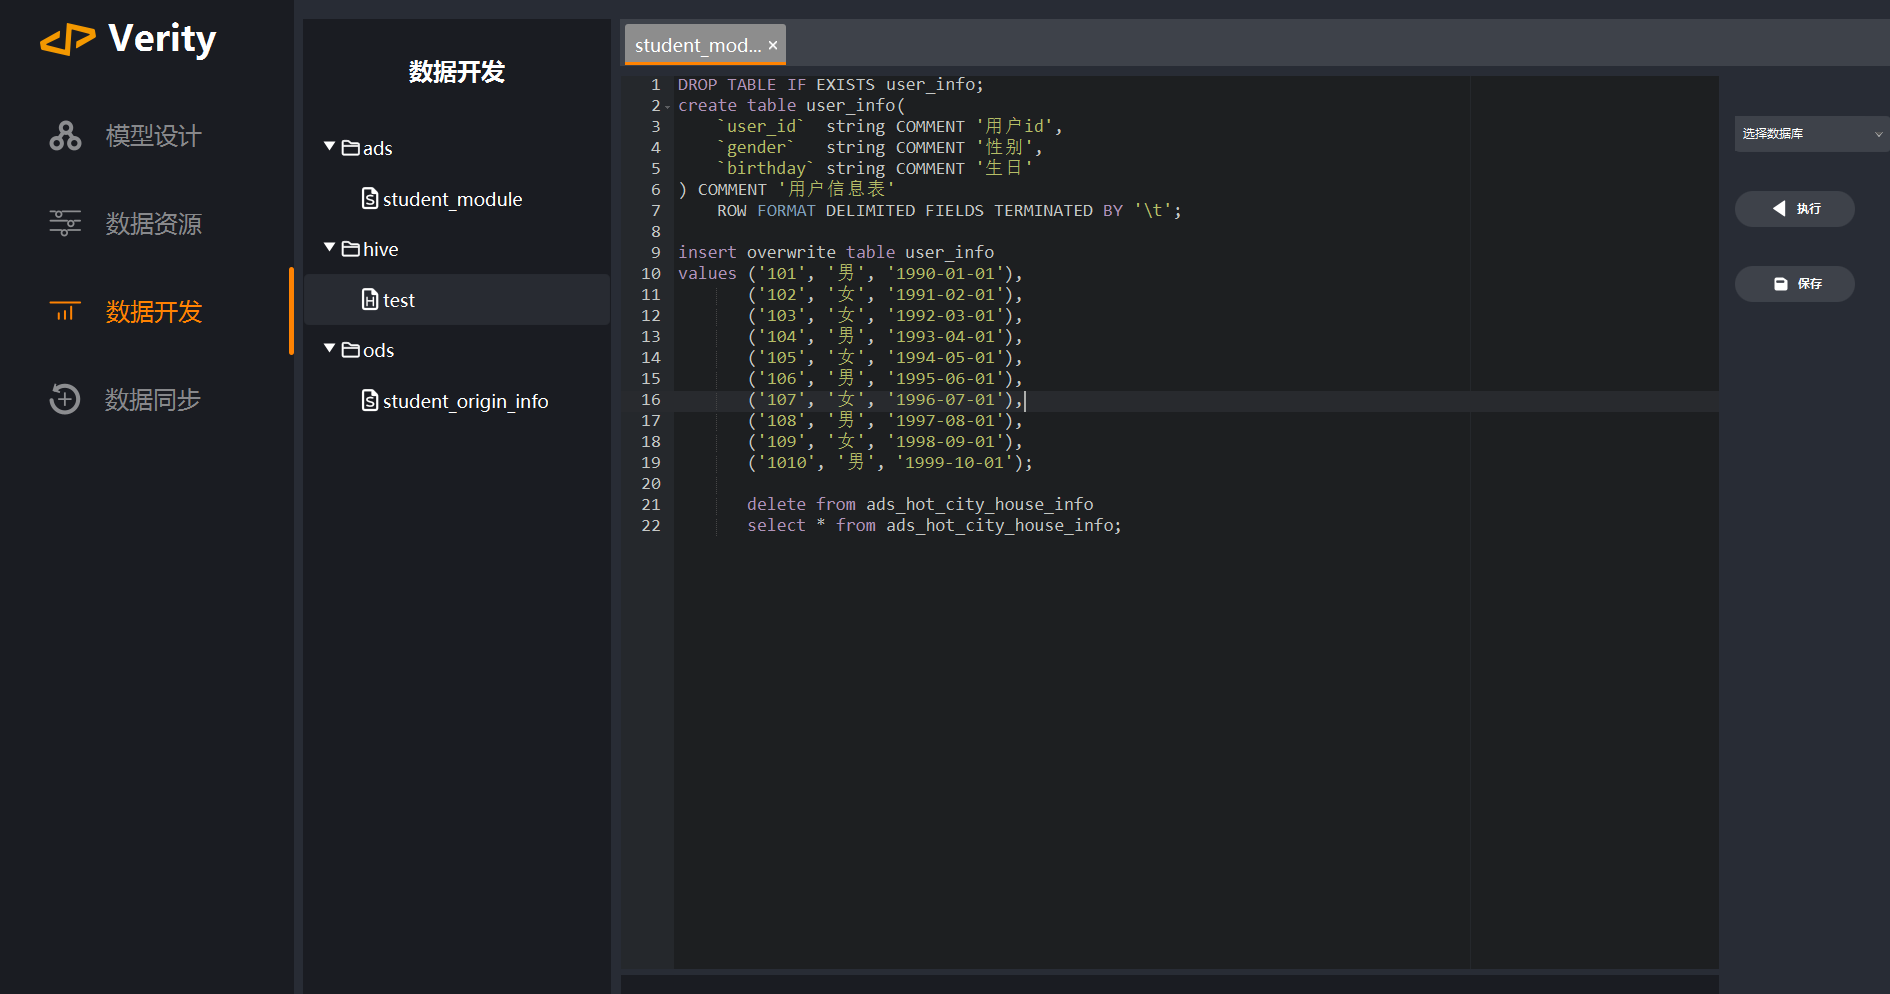 Verity
模型设计
数据资源
数据开发
数据同步
数据开发
ads
student_module
hive
test
ods
student_origin_info
student_mod... ×
1 DROP TABLE IF EXISTS user_info;
2 create table user_info(
3 `user_id` string COMMENT '用户id',
4 `gender` string COMMENT '性别',
5 `birthday` string COMMENT '生日'
6 ) COMMENT '用户信息表'
7 ROW FORMAT DELIMITED FIELDS TERMINATED BY '\t';
8
9 insert overwrite table user_info
10 values ('101', '男', '1990-01-01'),
11 ('102', '女', '1991-02-01'),
12 ('103', '女', '1992-03-01'),
13 ('104', '男', '1993-04-01'),
14 ('105', '女', '1994-05-01'),
15 ('106', '男', '1995-06-01'),
16 ('107', '女', '1996-07-01'),
17 ('108', '男', '1997-08-01'),
18 ('109', '女', '1998-09-01'),
19 ('1010', '男', '1999-10-01');
20
21 delete from ads_hot_city_house_info
22 select * from ads_hot_city_house_info;
选择数据库
执行
保存